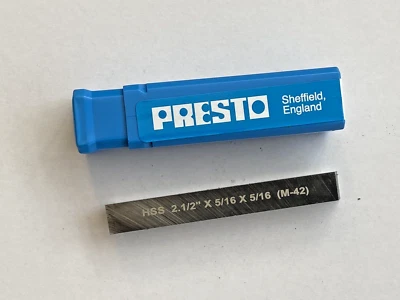 PRESTO
Sheffield,
England
HSS 2.1/2" X 5/16 X 5/16 (M-42)